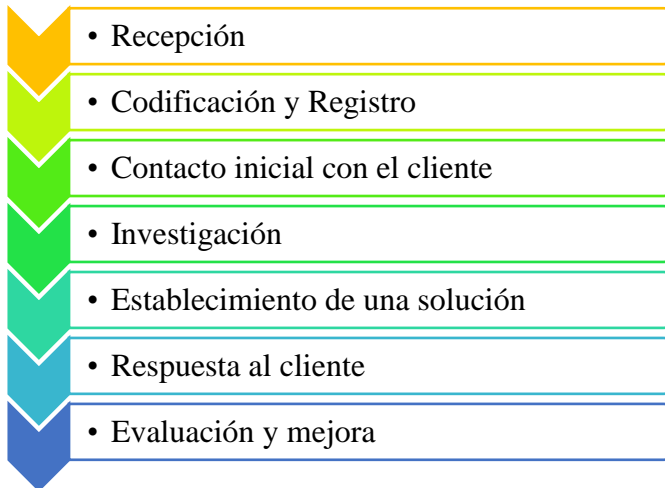 • Recepción
• Codificación y Registro
• Contacto inicial con el cliente
• Investigación
• Establecimiento de una solución
• Respuesta al cliente
• Evaluación y mejora